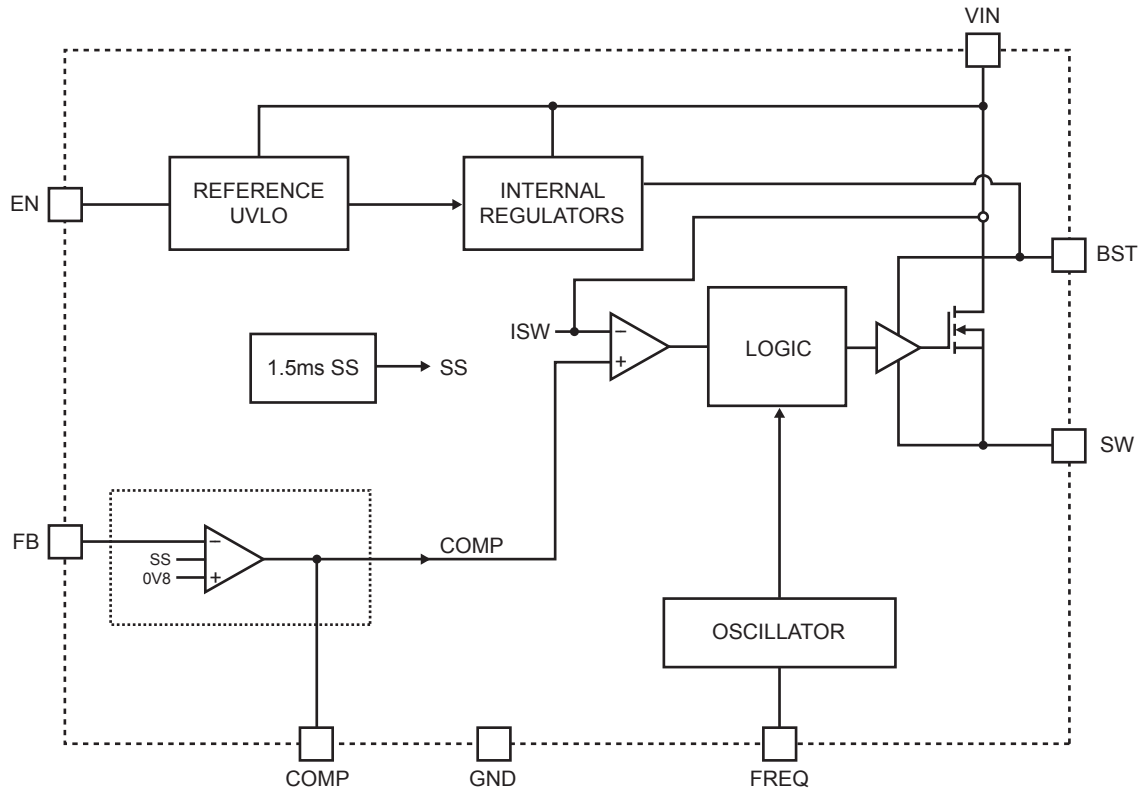 VIN
EN
REFERENCE
UVLO
INTERNAL
REGULATORS
BST
ISW
−
+
LOGIC
1.5ms SS
SS
SW
FB
−
SS
0V8
+
COMP
OSCILLATOR
COMP
GND
FREQ